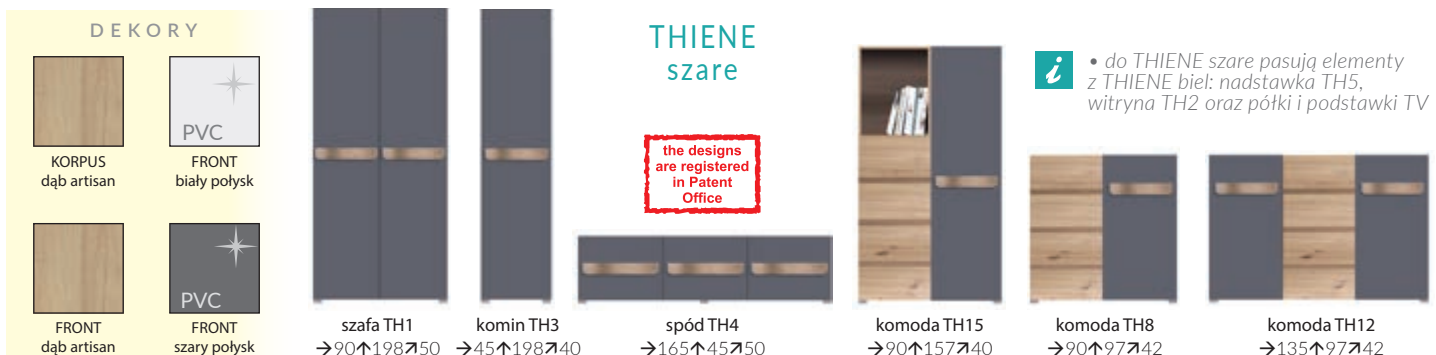 DEKORY
PVC
KORPUS
dąb artisan
FRONT
biały połysk
PVC
FRONT
dąb artisan
FRONT
szary połysk
THIENE
szare
the designs
are registered
in Patent
Office
i
• do THIENE szare pasują elementy
z THIENE biel: nadstawka TH5,
witryna TH2 oraz półki i podstawki TV
szafa TH1
→90↑198↗50
komin TH3
→45↑198↗40
spód TH4
→165↑45↗50
komoda TH15
→90↑157↗40
komoda TH8
→90↑97↗42
komoda TH12
→135↑97↗42